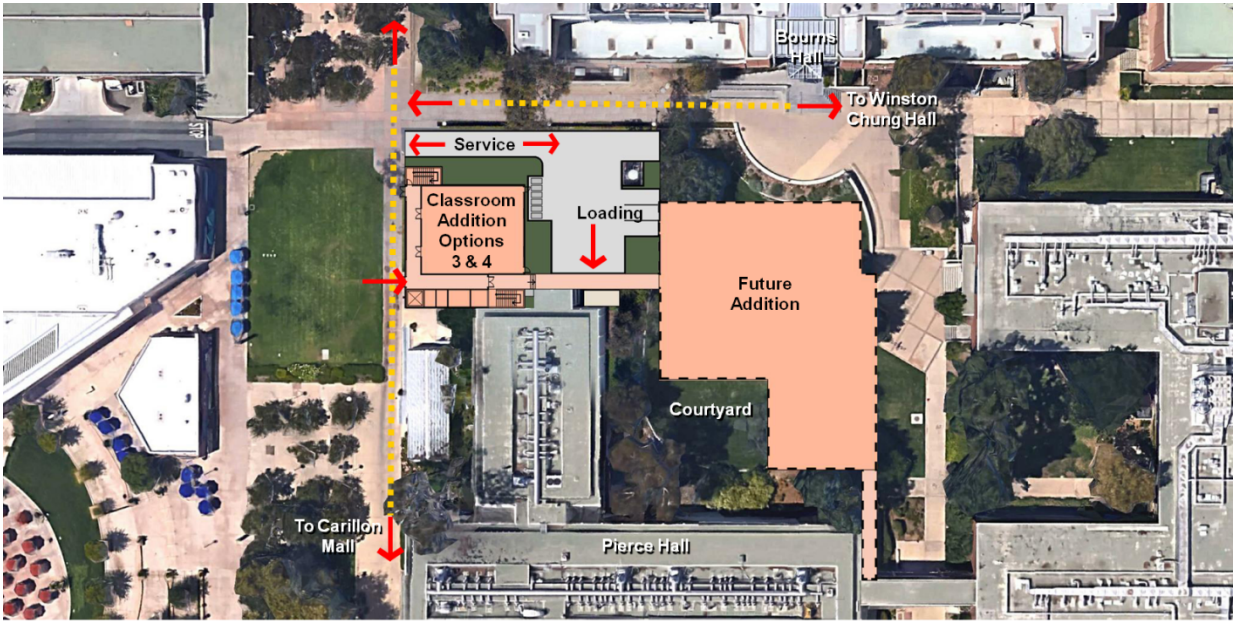 Bourns
Hall
To Winston
Chung Hall
STOP
Service
Classroom
Addition
Options
3 & 4
Loading
Future
Addition
Courtyard
To Carillon
Mall
Pierce Hall